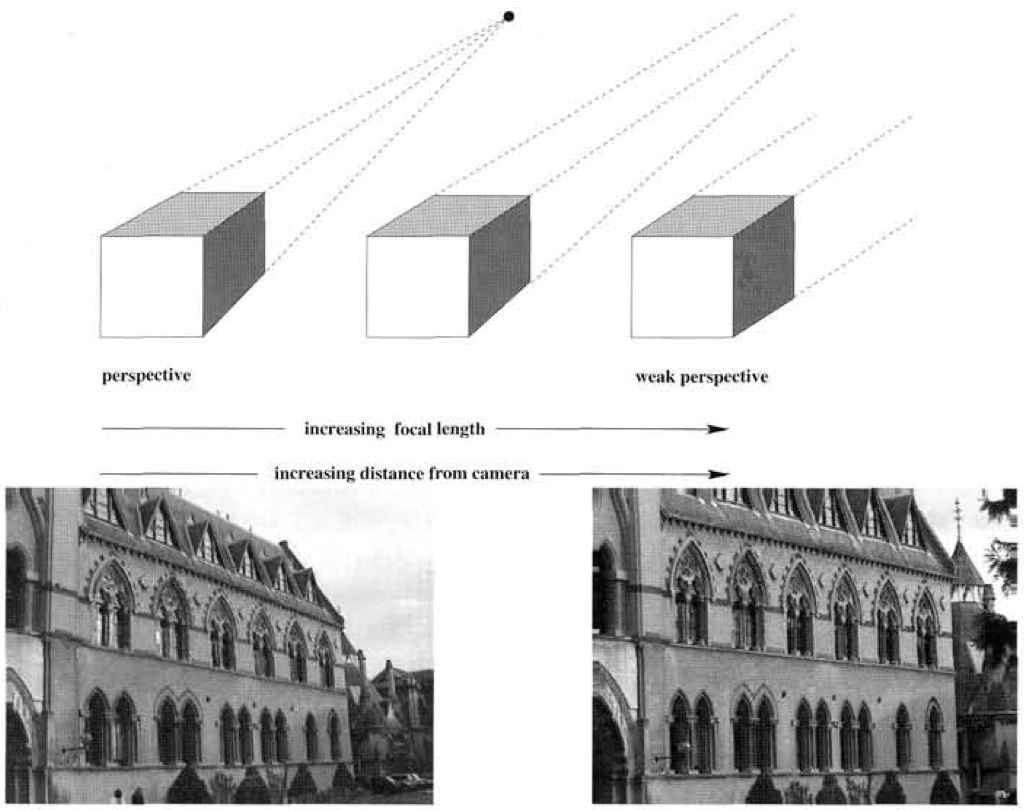 perspective
weak perspective
increasing focal length
increasing distance from camera